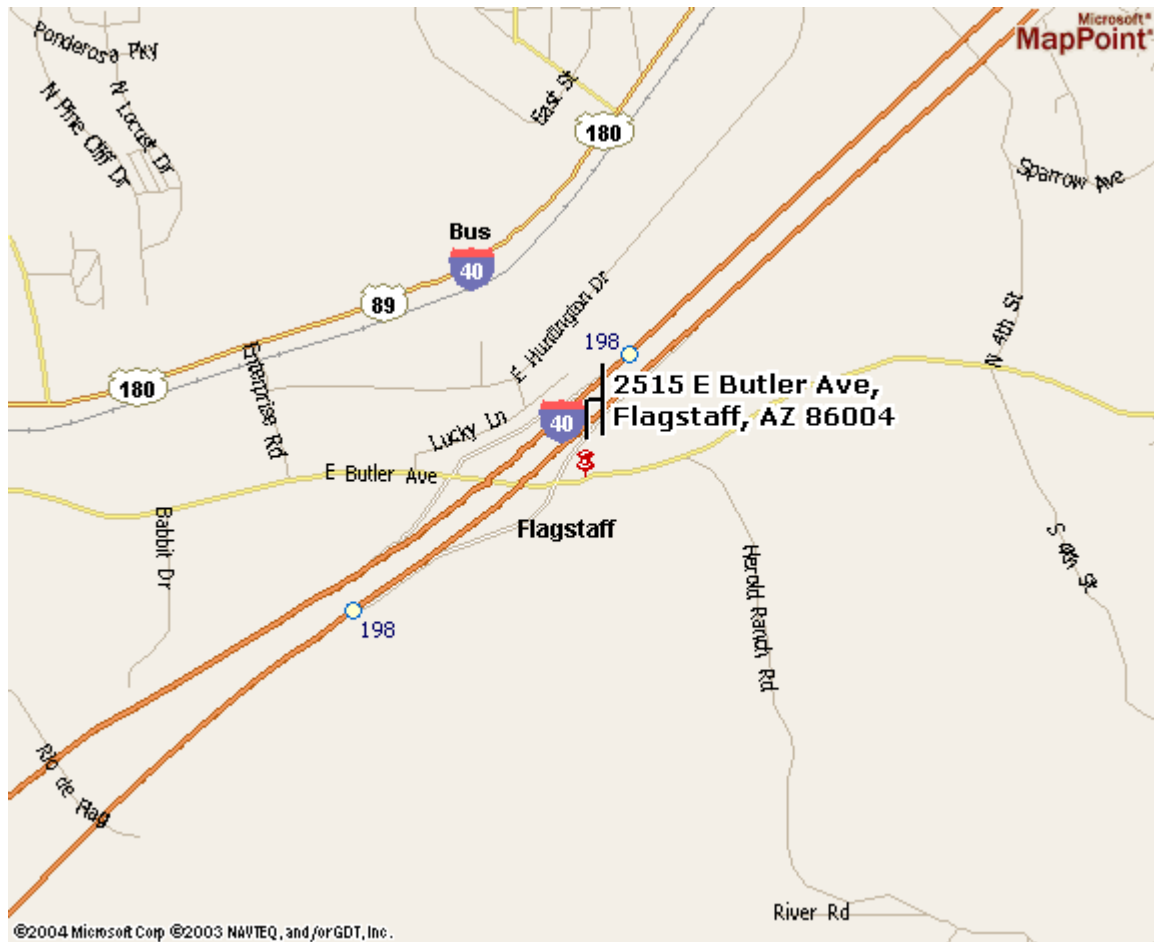 Microsoft®
MapPoint®
Ponderosa Pky
N Locust Dr
N Pine Cliff Dr
East St
180
Sparrow Ave
Bus
40
89
E Huntington Dr
N 4th St
198
Enterprise Rd
180
2515 E Butler Ave,
Flagstaff, AZ 86004
40
Lucky Ln
E Butler Ave
Flagstaff
Babbit Dr
S 4th St
Herold Ranch Rd
198
Rio de Flag
River Rd
©2004 Microsoft Corp ©2003 NAVTEQ, and/or GDT, Inc.